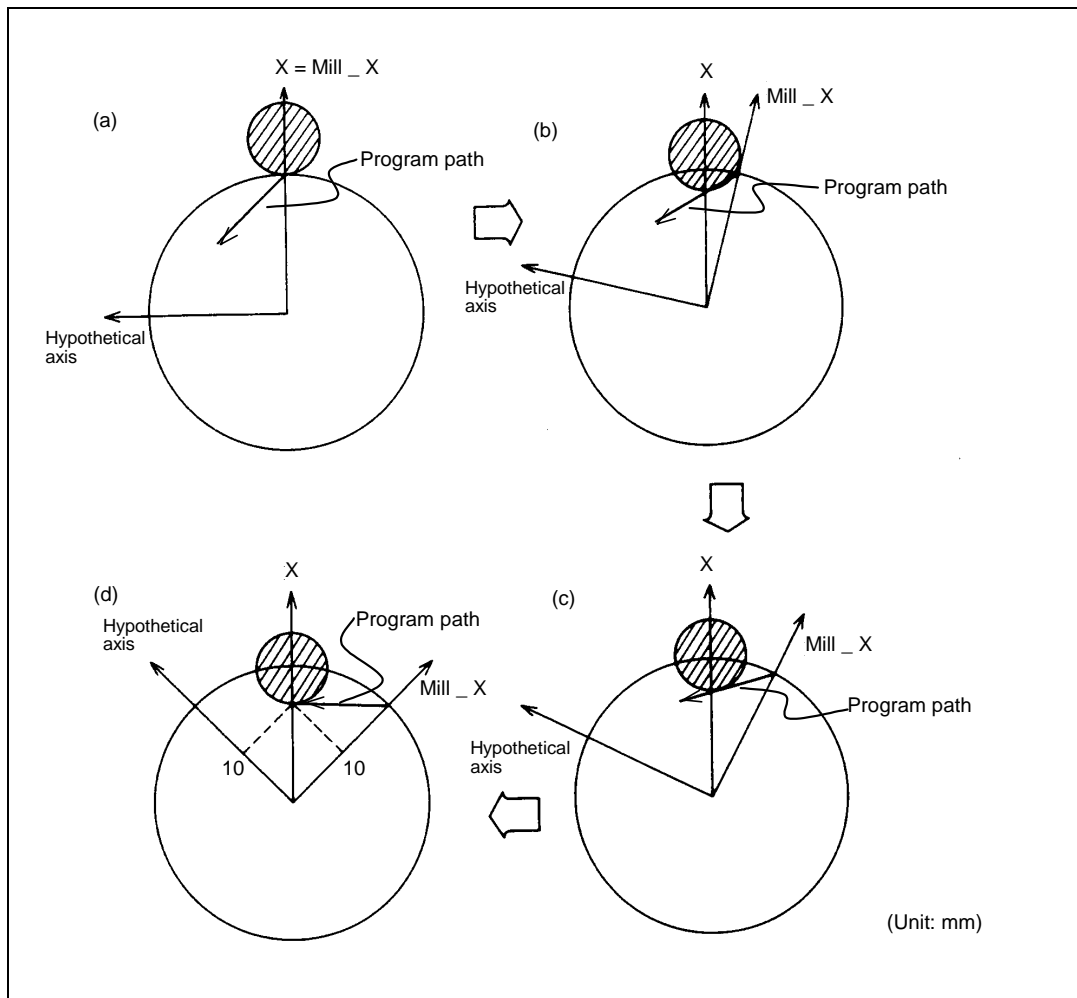 (a)
X = Mill _ X
Program path
Hypothetical
axis
(b)
X
Mill _ X
Program path
Hypothetical
axis
(c)
X
Mill _ X
Program path
Hypothetical
axis
(d)
X
Program path
Hypothetical
axis
Mill _ X
10
10
(Unit: mm)